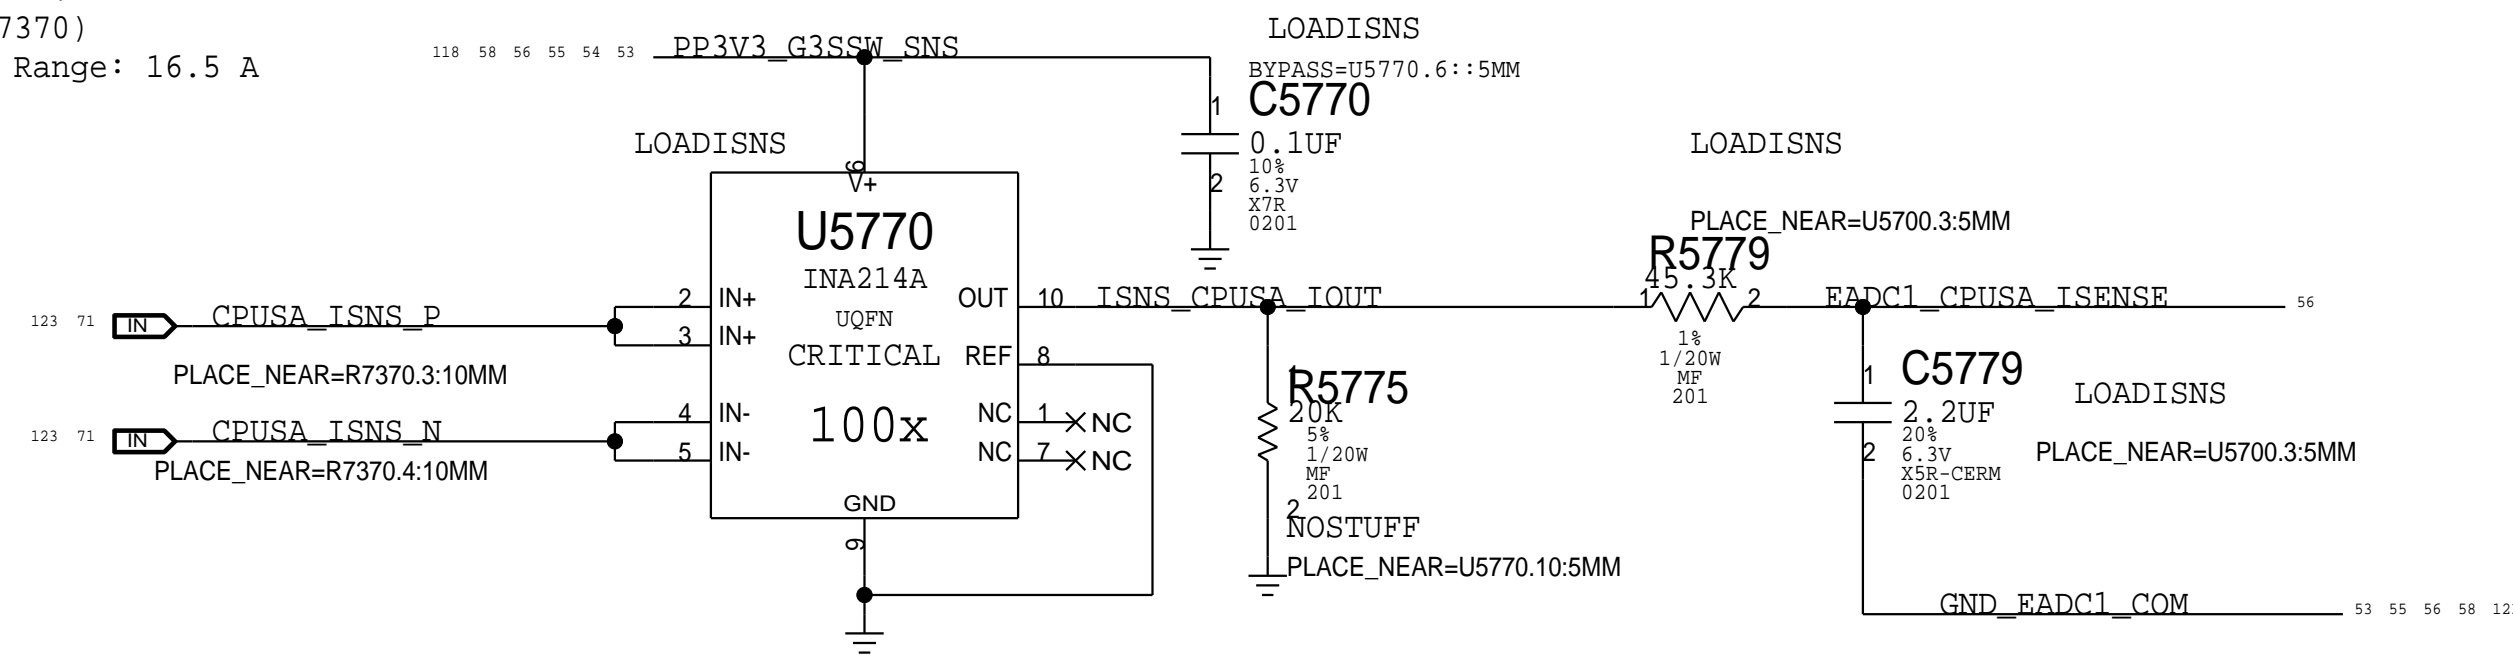 7370)
Range: 16.5 A
118 58 56 55 54 53
PP3V3_G3SSW_SNS
LOADISNS
BYPASS=U5770.6::5MM
C5770
1
0.1UF
10%
2
6.3V
X7R
0201
LOADISNS
6
V+
U5770
INA214A
UQFN
CRITICAL
100x
2 IN+
3 IN+
4 IN-
5 IN-
OUT 10
REF 8
NC 1 NC
NC 7 NC
GND
9
123 71 IN CPUSA_ISNS_P
PLACE_NEAR=R7370.3:10MM
123 71 IN CPUSA_ISNS_N
PLACE_NEAR=R7370.4:10MM
ISNS_CPUSA_IOUT
LOADISNS
PLACE_NEAR=U5700.3:5MM
R5779
45.3K
1 2
1%
1/20W
MF
201
EADC1_CPUSA_ISENSE
56
1
R5775
20K
5%
1/20W
MF
201
2
NOSTUFF
PLACE_NEAR=U5770.10:5MM
1
C5779
2.2UF
20%
2
6.3V
X5R-CERM
0201
LOADISNS
PLACE_NEAR=U5700.3:5MM
GND_EADC1_COM
53 55 56 58